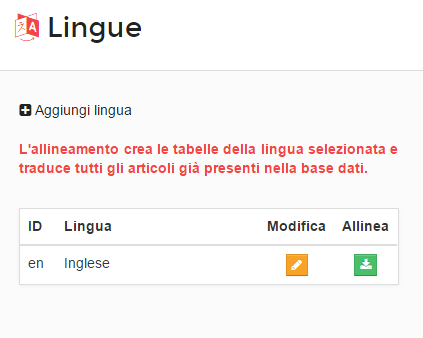 Lingue
Aggiungi lingua
L'allineamento crea le tabelle della lingua selezionata e
traduce tutti gli articoli già presenti nella base dati.
ID Lingua Modifica Allinea
en Inglese